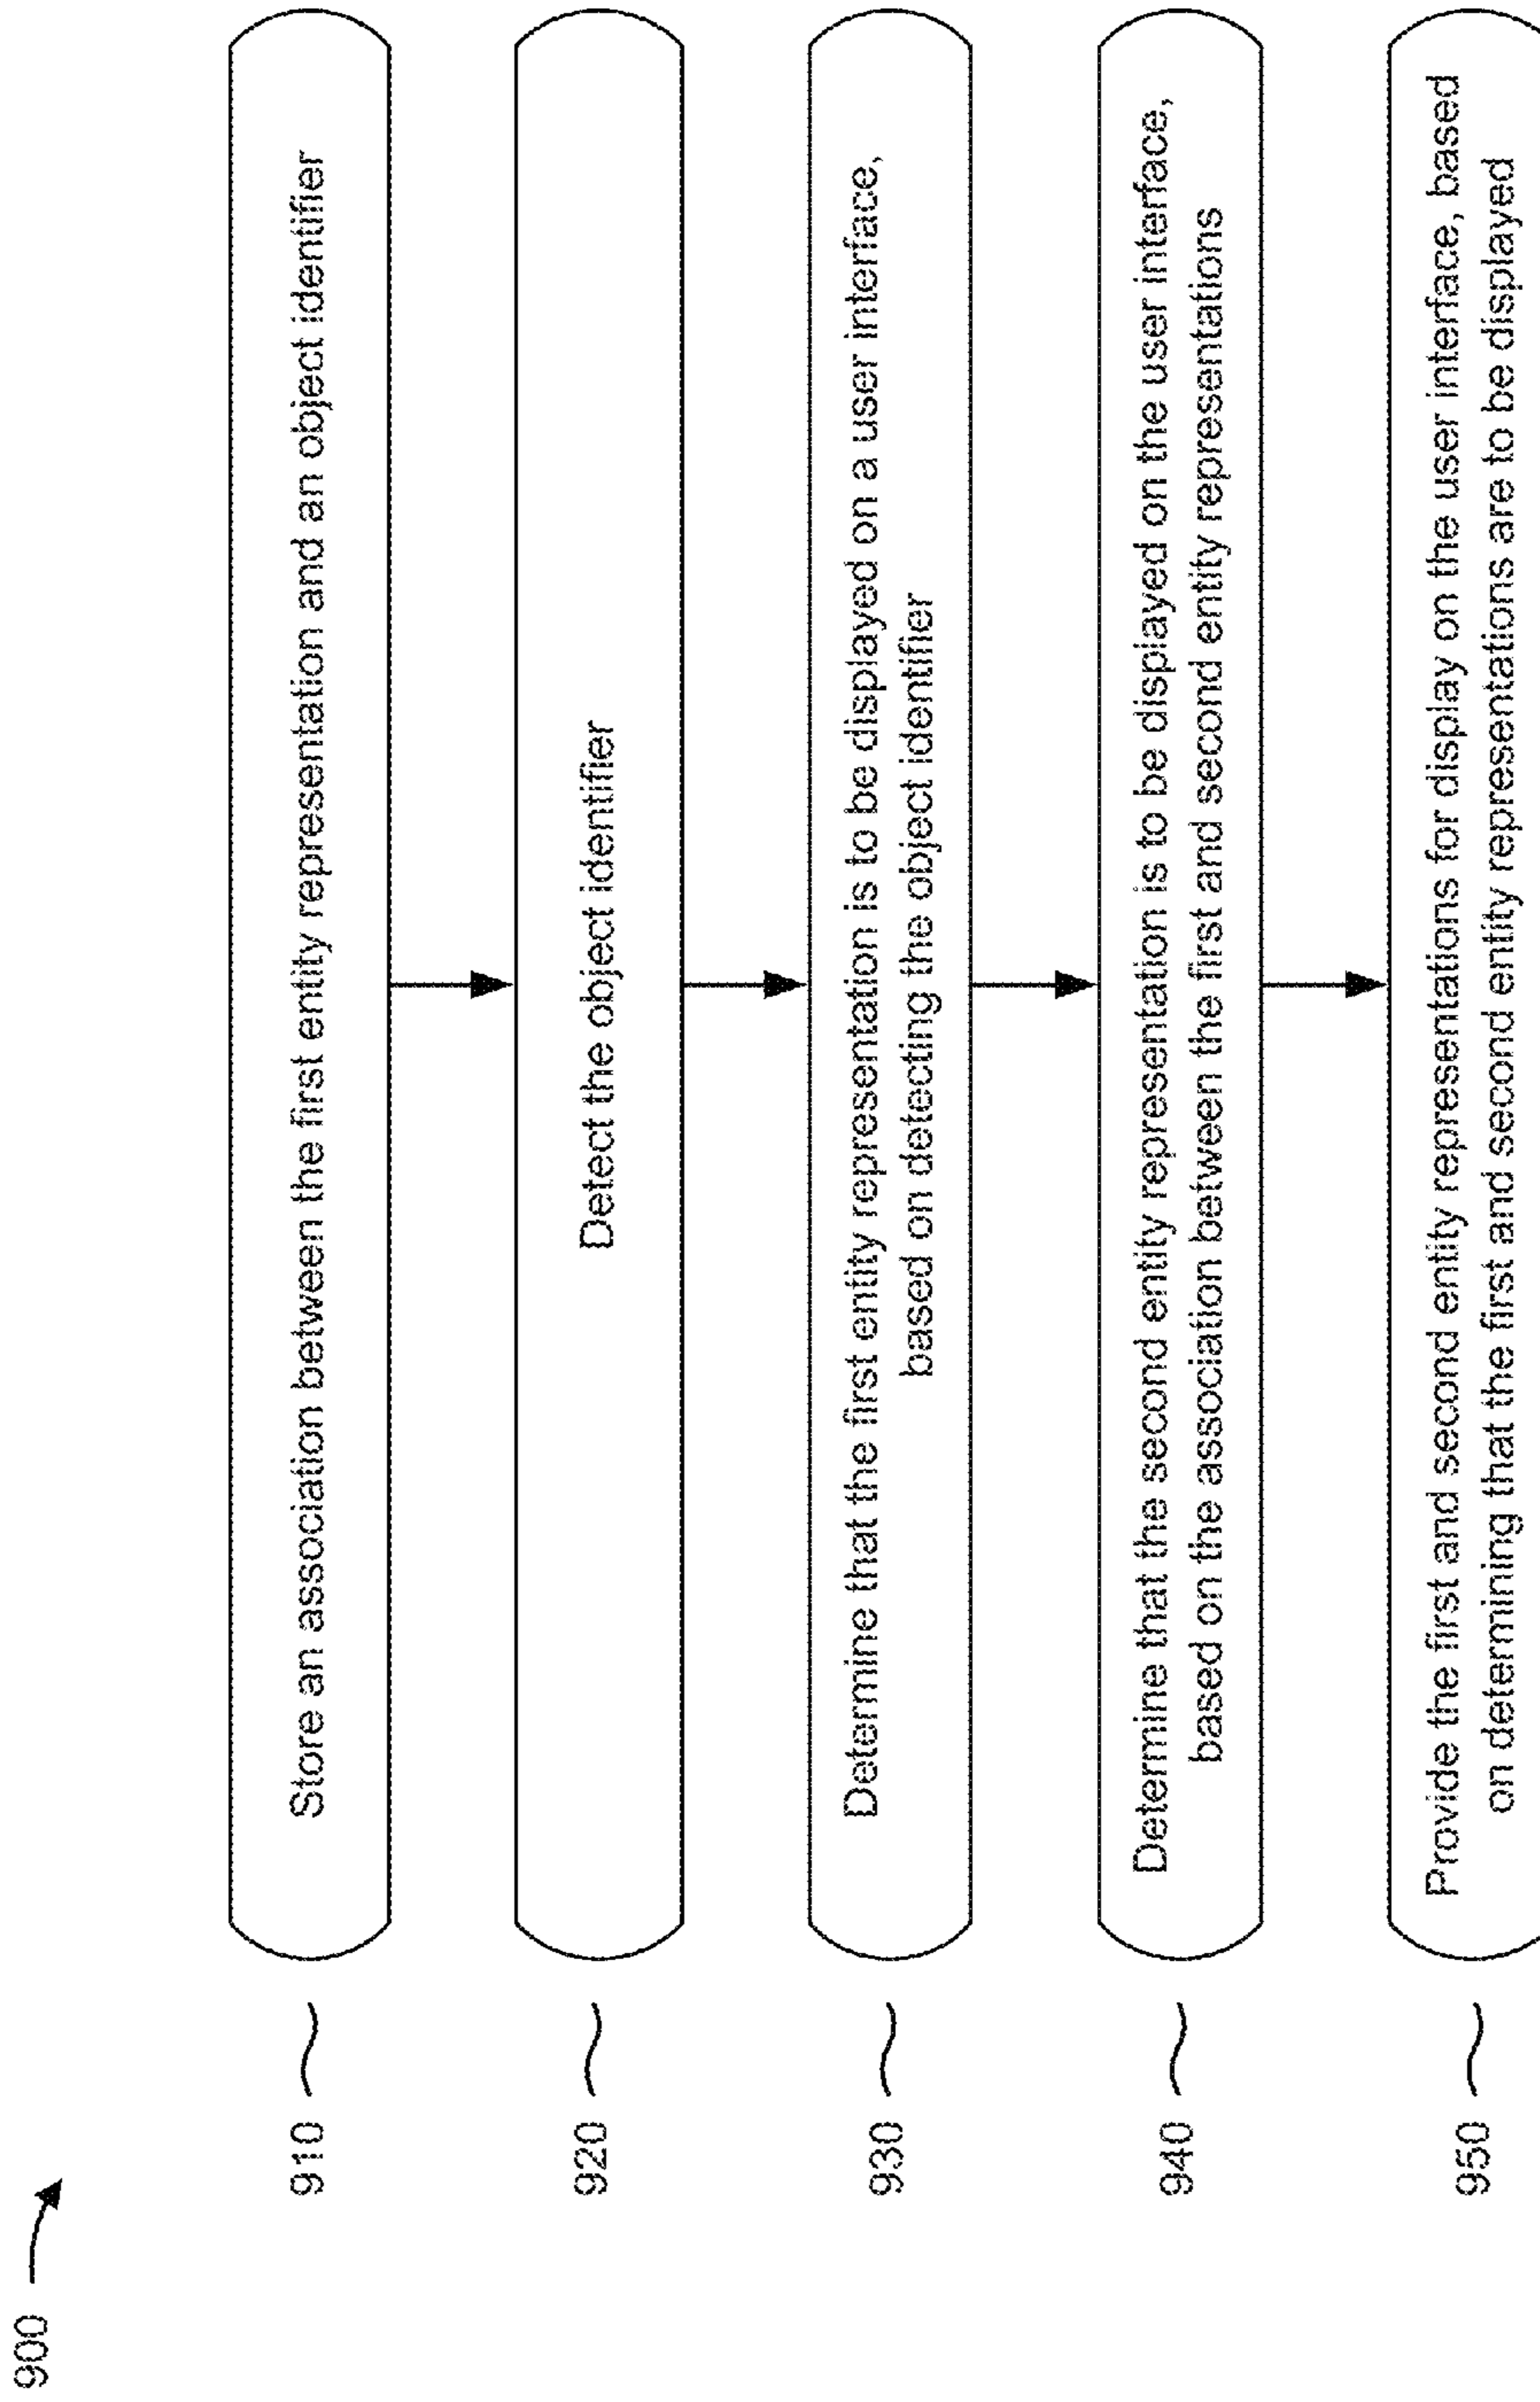 900
910
Store an association between the first entity representation and an object identifier
920
Detect the object identifier
930
Determine that the first entity representation is to be displayed on a user interface,
based on detecting the object identifier
940
Determine that the second entity representation is to be displayed on the user interface,
based on the association between the first and second entity representations
950
Provide the first and second entity representations for display on the user interface, based
on determining that the first and second entity representations are to be displayed